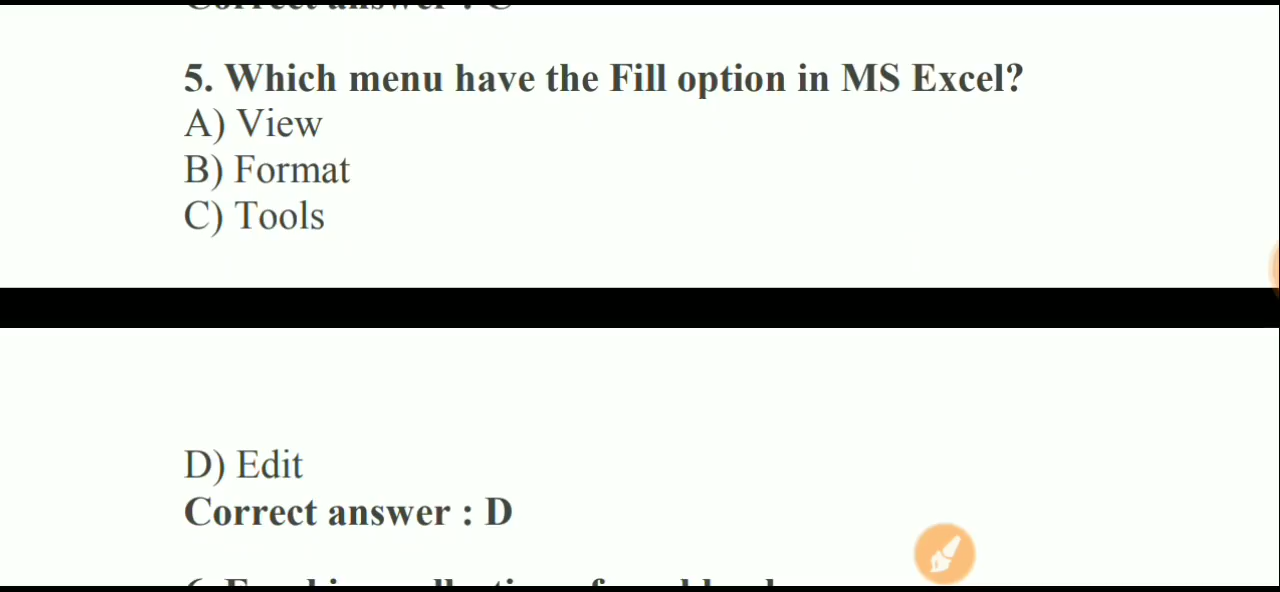 5. Which menu have the Fill option in MS Excel?
A) View
B) Format
C) Tools
D) Edit
Correct answer : D